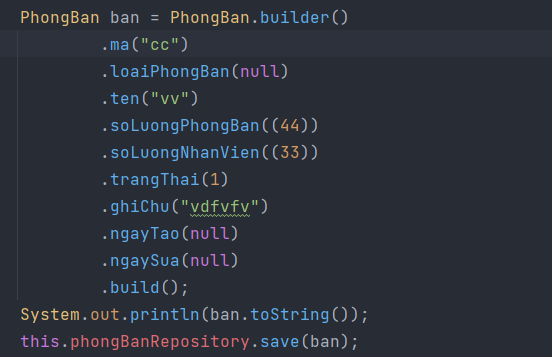 PhongBan ban = PhongBan.builder()
.ma("cc")
.loaiPhongBan(null)
.ten("vv")
.soLuongPhongBan((44))
.soLuongNhanVien((33))
.trangThai(1)
.ghiChu("vdfvfv")
.ngayTao(null)
.ngaySua(null)
.build();
System.out.println(ban.toString());
this.phongBanRepository.save(ban);